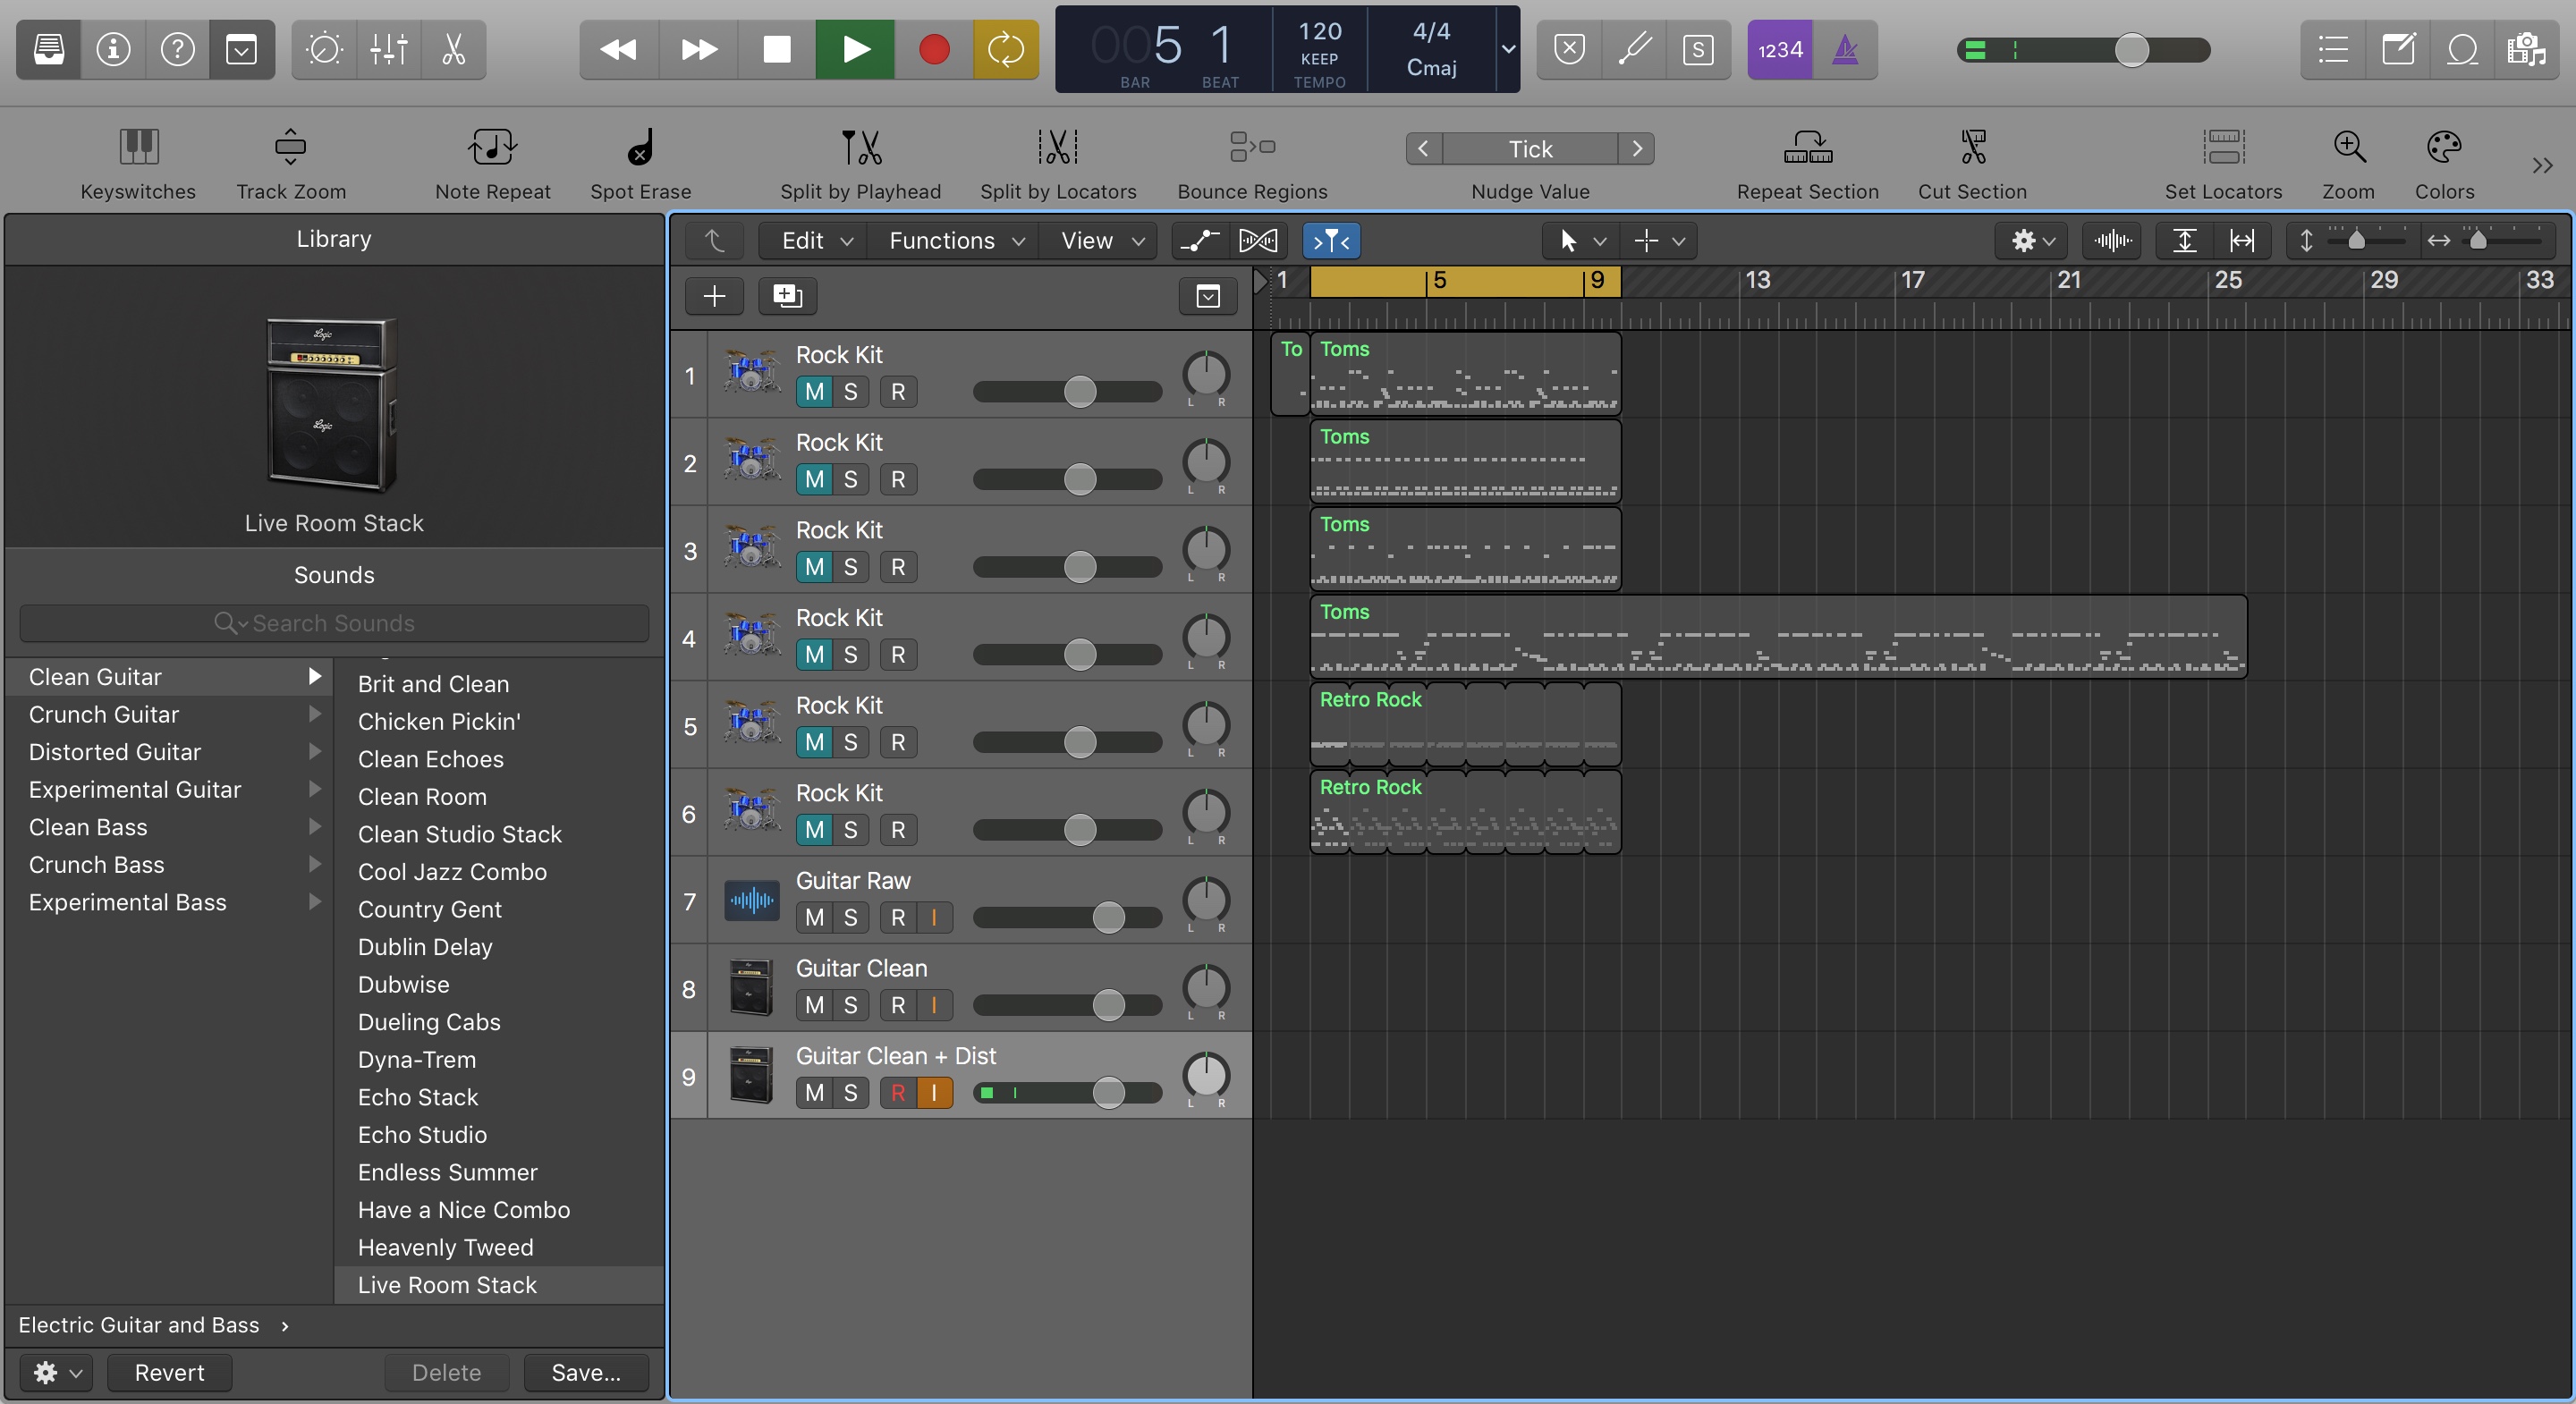 005 1 120 4/4
KEEP Cmaj
BAR BEAT TEMPO
S 1234
Keyswitches Track Zoom Note Repeat Spot Erase Split by Playhead Split by Locators Bounce Regions Tick Nudge Value Repeat Section Cut Section Set Locators Zoom Colors
Library
Edit Functions View
1 5 9 13 17 21 25 29 33
Logic
Logic
Live Room Stack
Sounds
Search Sounds
Clean Guitar
Crunch Guitar
Distorted Guitar
Experimental Guitar
Clean Bass
Crunch Bass
Experimental Bass
Brit and Clean
Chicken Pickin'
Clean Echoes
Clean Room
Clean Studio Stack
Cool Jazz Combo
Country Gent
Dublin Delay
Dubwise
Dueling Cabs
Dyna-Trem
Echo Stack
Echo Studio
Endless Summer
Have a Nice Combo
Heavenly Tweed
Live Room Stack
Electric Guitar and Bass
Revert Delete Save...
1 Rock Kit
M S R L R
To Toms
2 Rock Kit
M S R L R
Toms
3 Rock Kit
M S R L R
Toms
4 Rock Kit
M S R L R
Toms
5 Rock Kit
M S R L R
Retro Rock
6 Rock Kit
M S R L R
Retro Rock
7 Guitar Raw
M S R I L R
8 Guitar Clean
M S R I L R
9 Guitar Clean + Dist
M S R I L R